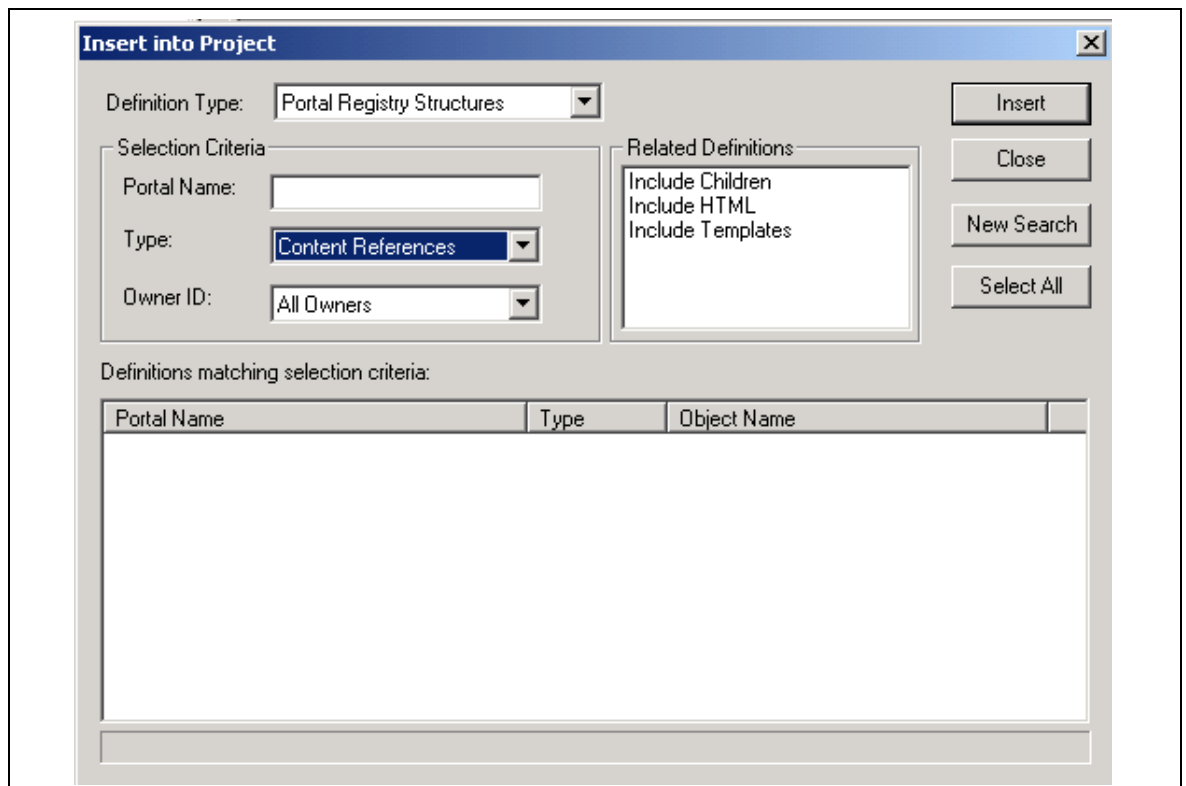 Insert into Project
Definition Type: Portal Registry Structures
Insert
Selection Criteria
Related Definitions
Close
Portal Name:
Include Children
Include HTML
Include Templates
Type: Content References
New Search
Owner ID: All Owners
Select All
Definitions matching selection criteria:
Portal Name Type Object Name